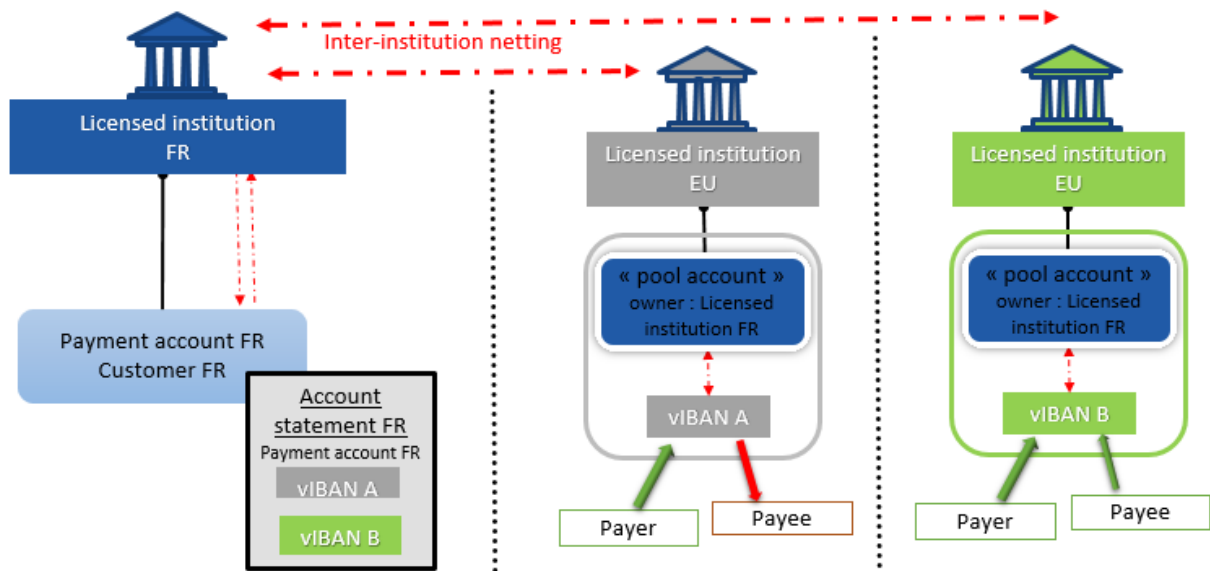 Inter-institution netting
Licensed institution
FR
Payment account FR
Customer FR
Account
statement FR
Payment account FR
vIBAN A
vIBAN B
Licensed institution
EU
« pool account »
owner : Licensed
institution FR
vIBAN A
Payer
Payee
Licensed institution
EU
« pool account »
owner : Licensed
institution FR
vIBAN B
Payer
Payee